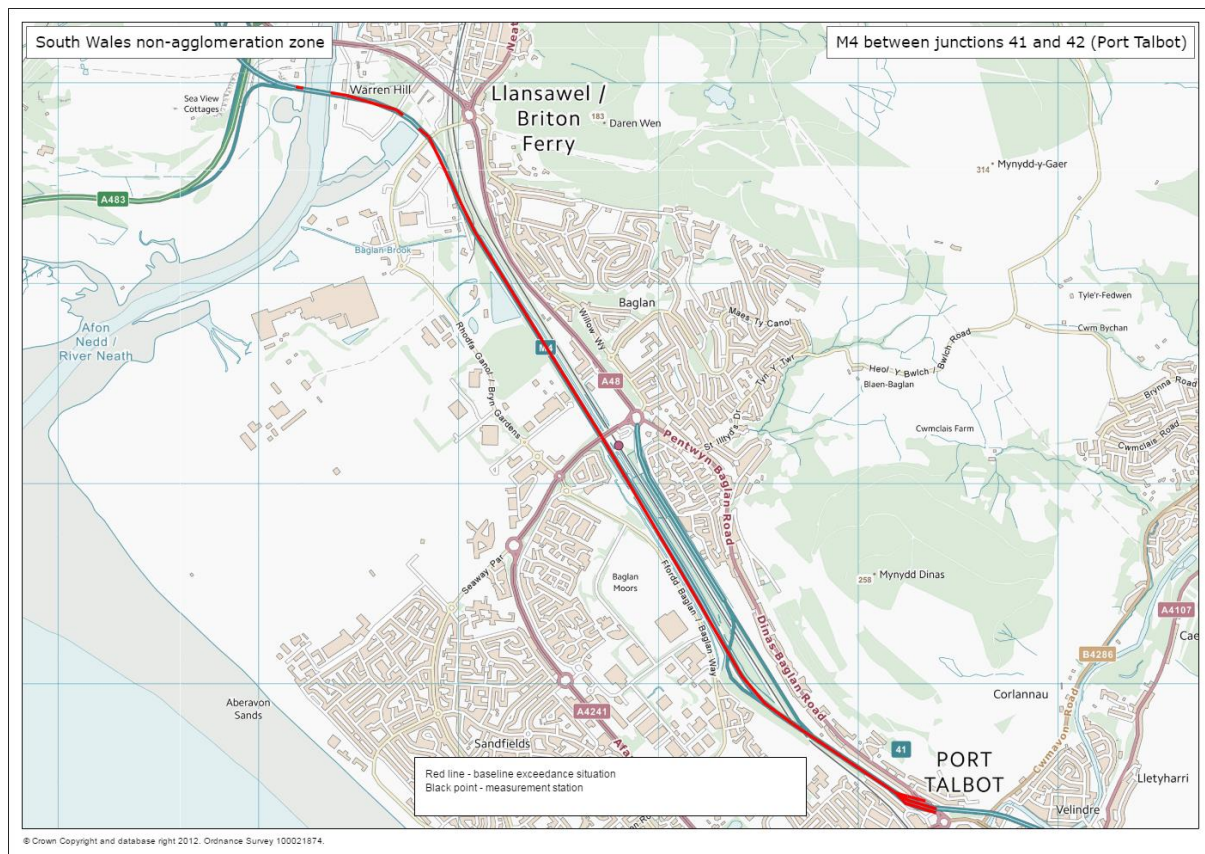 South Wales non-agglomeration zone
M4 between junctions 41 and 42 (Port Talbot)
Neat
Warren Hill
Sea View
Cottages
Llansawel /
Briton
Ferry
183
Daren Wen
Mynydd-y-Gaer
314
A483
Baglan Brook
Afon
Nedd /
River Neath
Baglan
Willow Wy
Maes Ty Canol
Tyle'r-Fedwen
Cwm Bychan
M4
Rhodfa Ganol / Bryn Gardens
A48
Tyn Y Twr
Heol Y Bwlch / Bwlch Road
Blaen-Baglan
Brynna Road
St Illtyd's Dr
Cwmclais Farm
Cwmclais Road
Pentwyn Baglan Road
Seaway Par
Baglan
Moors
Ffordd Baglan / Baglan Way
258
Mynydd Dinas
A4107
Cae
Dinas Baglan Road
B4286
Corlannau
Cwmavon Road
Aberavon
Sands
A4241
Afa
Sandfields
41
PORT
TALBOT
Lletyharri
Velindre
Red line - baseline exceedance situation
Black point - measurement station
© Crown Copyright and database right 2012. Ordnance Survey 100021874.